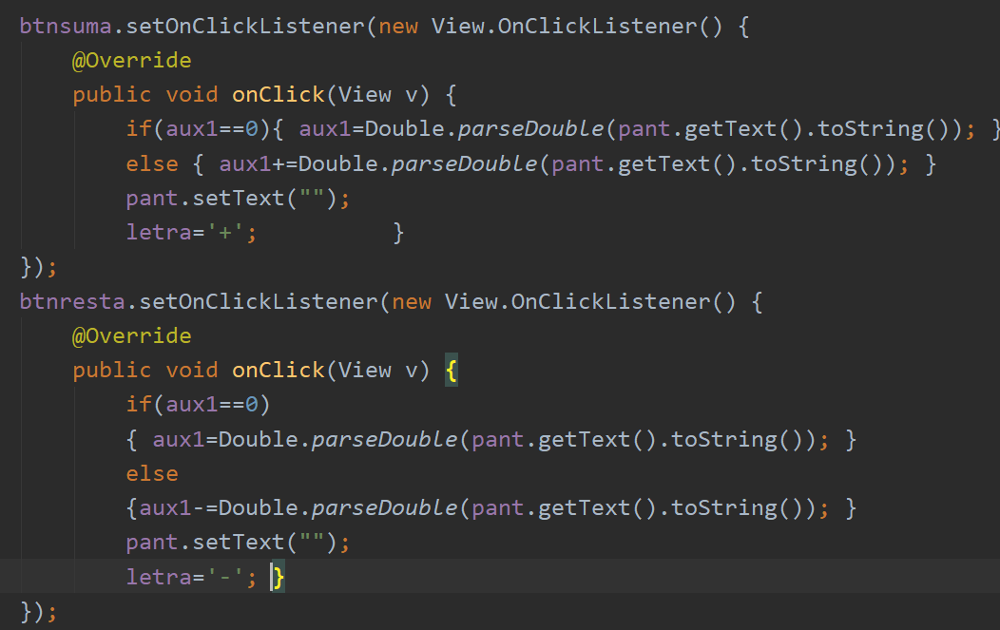 btnsuma.setOnClickListener(new View.OnClickListener() {
    @Override
    public void onClick(View v) {
        if(aux1==0){ aux1=Double.parseDouble(pant.getText().toString()); }
        else { aux1+=Double.parseDouble(pant.getText().toString()); }
        pant.setText("");
        letra='+';          }
});
btnresta.setOnClickListener(new View.OnClickListener() {
    @Override
    public void onClick(View v) {
        if(aux1==0)
        { aux1=Double.parseDouble(pant.getText().toString()); }
        else
        {aux1-=Double.parseDouble(pant.getText().toString()); }
        pant.setText("");
        letra='-'; }
});